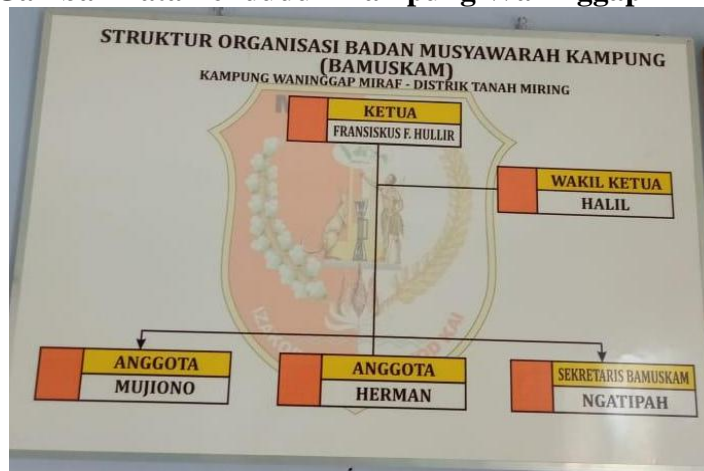 STRUKTUR ORGANISASI BADAN MUSYAWARAH KAMPUNG
(BAMUSKAM)
KAMPUNG WANINGGAP MIRAF - DISTRIK TANAH MIRING
KETUA
FRANSISKUS F. HULLIR
WAKIL KETUA
HALIL
ANGGOTA
MUJIONO
ANGGOTA
HERMAN
SEKRETARIS BAMUSKAM
NGATIPAH